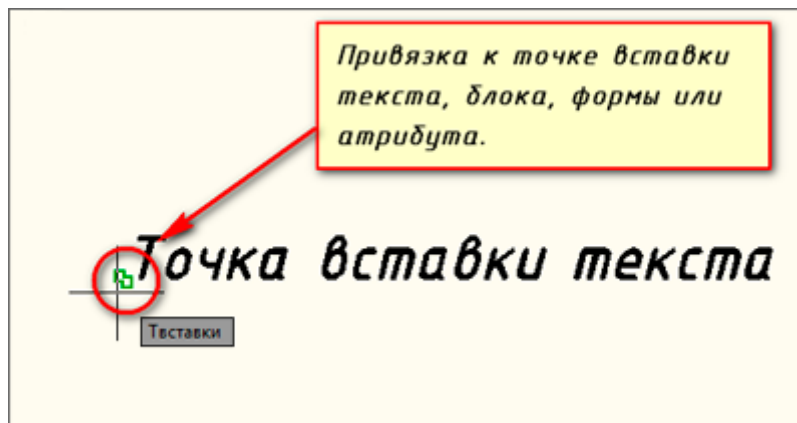 Привязка к точке вставки
текста, блока, формы или
атрибута.
Точка вставки текста
Твставки